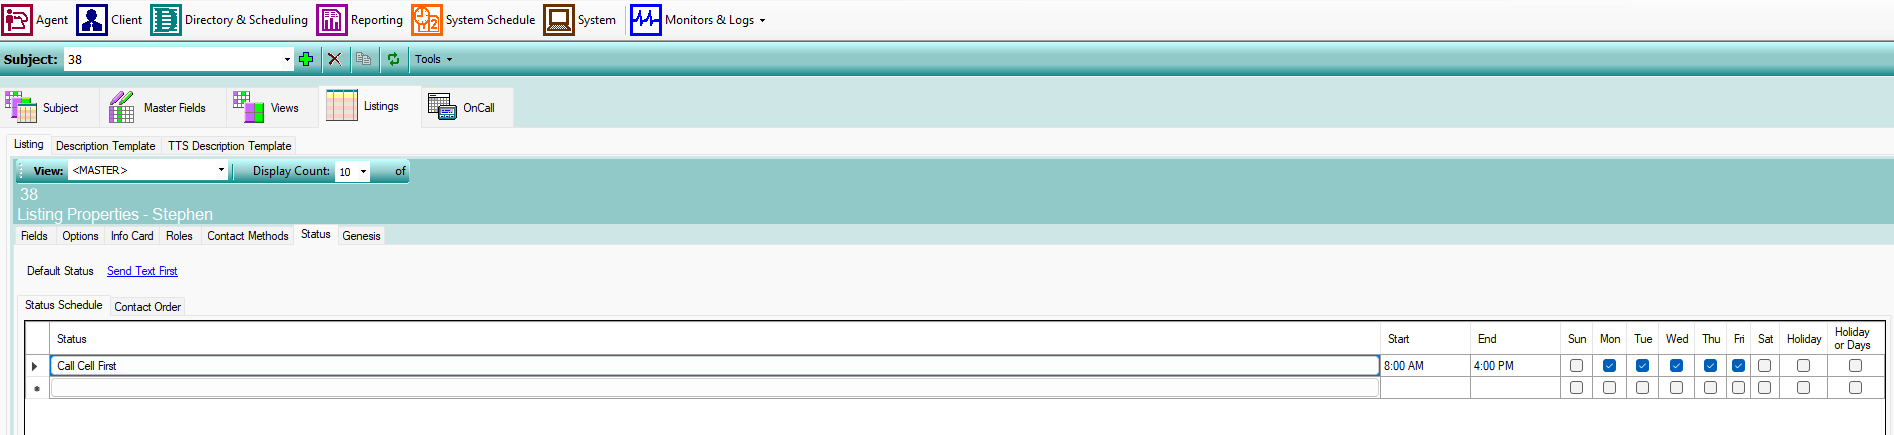 Agent Client Directory & Scheduling Reporting System Schedule System Monitors & Logs
Subject: 38 Tools
Subject Master Fields Views Listings OnCall
Listing Description Template TTS Description Template
View: <MASTER> Display Count: 10 of
38
Listing Properties - Stephen
Fields Options Info Card Roles Contact Methods Status Genesis
Default Status Send Text First
Status Schedule Contact Order
Status Start End Sun Mon Tue Wed Thu Fri Sat Holiday Holiday or Days
Call Cell First 8:00 AM 4:00 PM